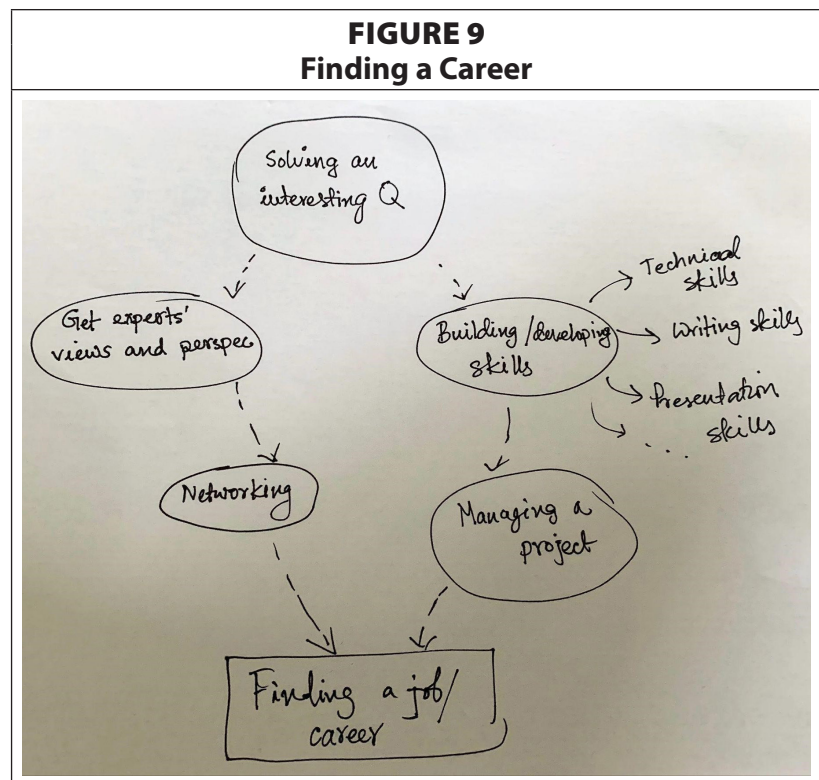 FIGURE 9
Finding a Career
Solving an
interesting Q
Get experts'
views and perspec
Building/developing
skills
Technical
skills
Writing skills
Presentation
skills
. . .
Networking
Managing a
project
Finding a job/
career